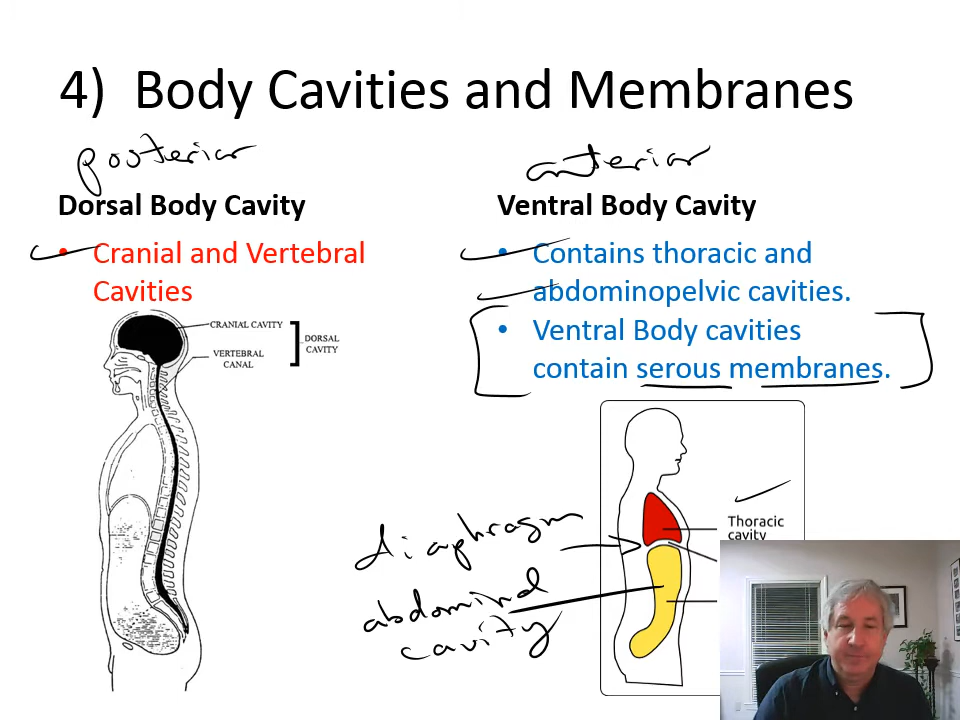 4) Body Cavities and Membranes
posterior
anterior
Dorsal Body Cavity
Ventral Body Cavity
• Cranial and Vertebral
Cavities
CRANIAL CAVITY
VERTEBRAL
CANAL
DORSAL
CAVITY
• Contains thoracic and
abdominopelvic cavities.
• Ventral Body cavities
contain serous membranes.
Thoracic
cavity
diaphragm
abdominal
cavity